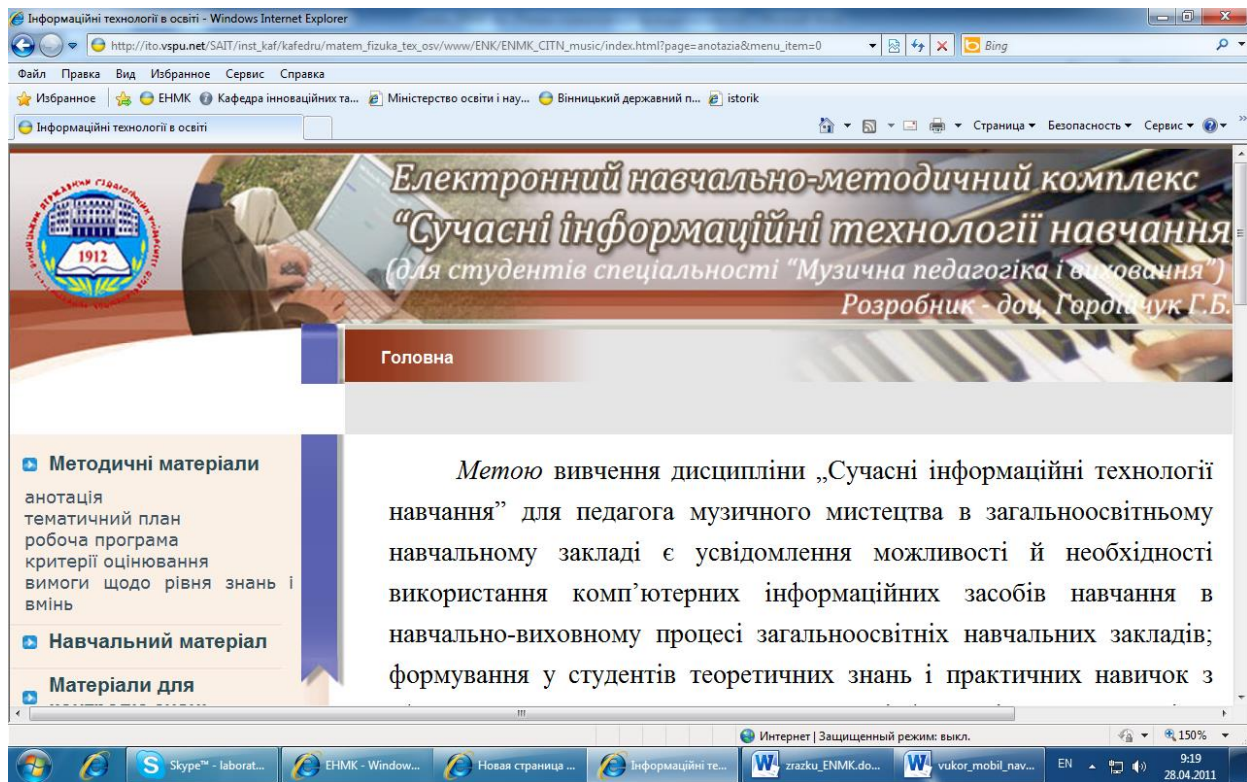 Інформаційні технології в освіті - Windows Internet Explorer
http://ito.vspu.net/SAIT/inst_kaf/kafedru/matem_fizuka_tex_osv/www/ENK/ENMK_CITN_music/index.html?page=anotazia&menu_item=0
Bing
Файл Правка Вид Избранное Сервис Справка
Избранное ЕНМК Кафедра інноваційних та... Міністерство освіти і нау... Вінницький державний п... istorik
Інформаційні технології в освіті
Страница Безопасность Сервис
Електронний навчально-методичний комплекс
“Сучасні інформаційні технології навчання
(для студентів спеціальності “Музична педагогіка і виховання”)
Розробник - доц. Гордійчук Г.Б.
1912
Головна
Методичні матеріали
анотація
тематичний план
робоча програма
критерії оцінювання
вимоги щодо рівня знань і
вмінь
Навчальний матеріал
Матеріали для
Метою вивчення дисципліни „Сучасні інформаційні технології
навчання” для педагога музичного мистецтва в загальноосвітньому
навчальному закладі є усвідомлення можливості й необхідності
використання комп’ютерних інформаційних засобів навчання в
навчально-виховному процесі загальноосвітніх навчальних закладів;
формування у студентів теоретичних знань і практичних навичок з
Интернет | Защищенный режим: выкл.
150%
Skype™ - laborat...
ЕНМК - Window...
Новая страница ...
Інформаційні те...
zrazku_ENMK.do...
vukor_mobil_nav...
EN
9:19
28.04.2011